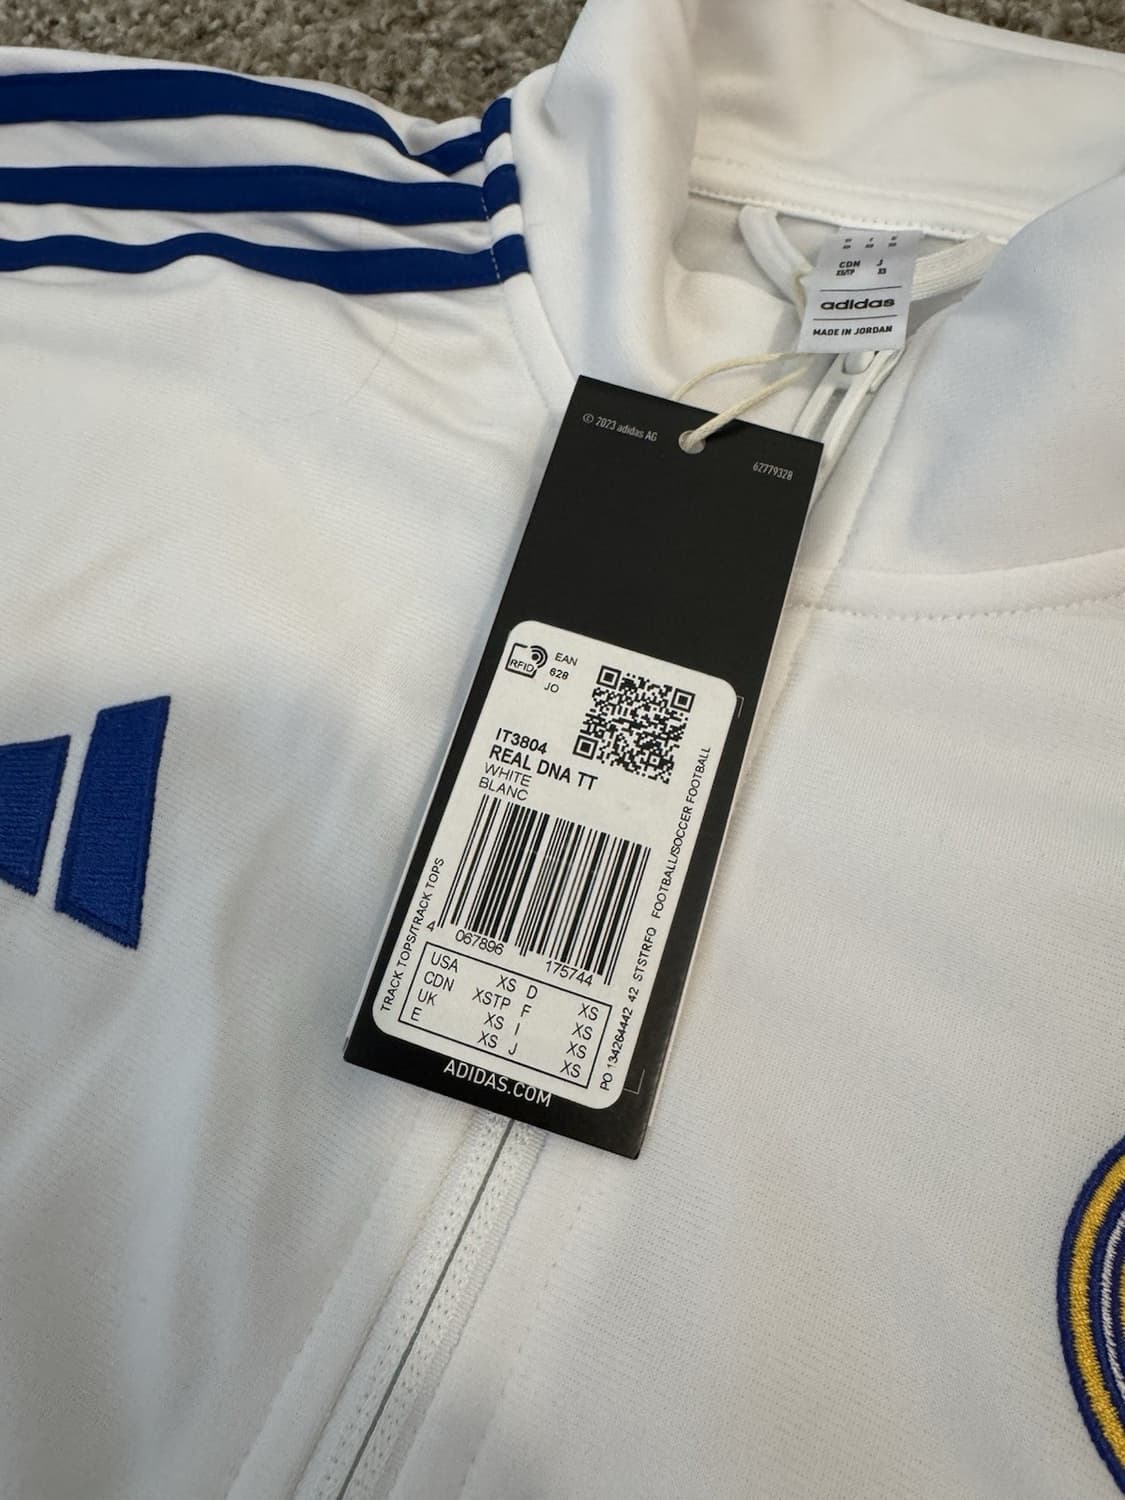 CDN J
XS/TP XS
adidas
MADE IN JORDAN
© 2023 adidas AG
62779328
RFID
EAN
628
JO
IT3804
REAL DNA TT
WHITE
BLANC
TRACK TOPS/TRACK TOPS
FOOTBALL/SOCCER FOOTBALL
4 067896 175744
USA XS D XS
CDN XSTP F XS
UK XS I XS
E XS J XS
PO 134264442 42 STSTRFO
ADIDAS.COM